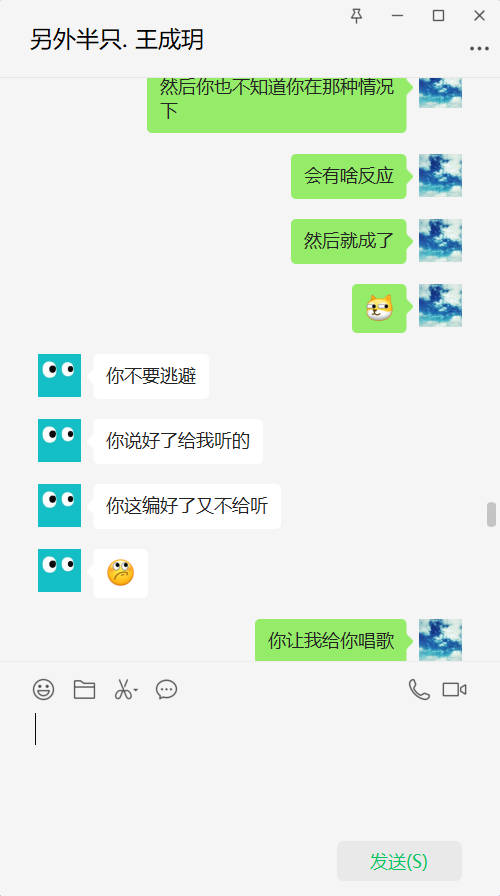 另外半只. 王成玥
然后你也不知道你在那种情况
下
会有啥反应
然后就成了
你不要逃避
你说好了给我听的
你这编好了又不给听
你让我给你唱歌
发送(S)